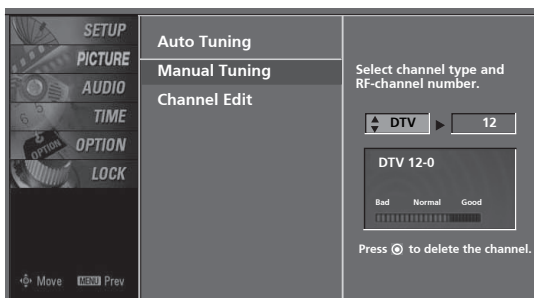 SETUP
PICTURE
AUDIO
TIME
OPTION
LOCK
Move MENU Prev
Auto Tuning
Manual Tuning
Channel Edit
Select channel type and
RF-channel number.
DTV 12
DTV 12-0
Bad Normal Good
Press to delete the channel.